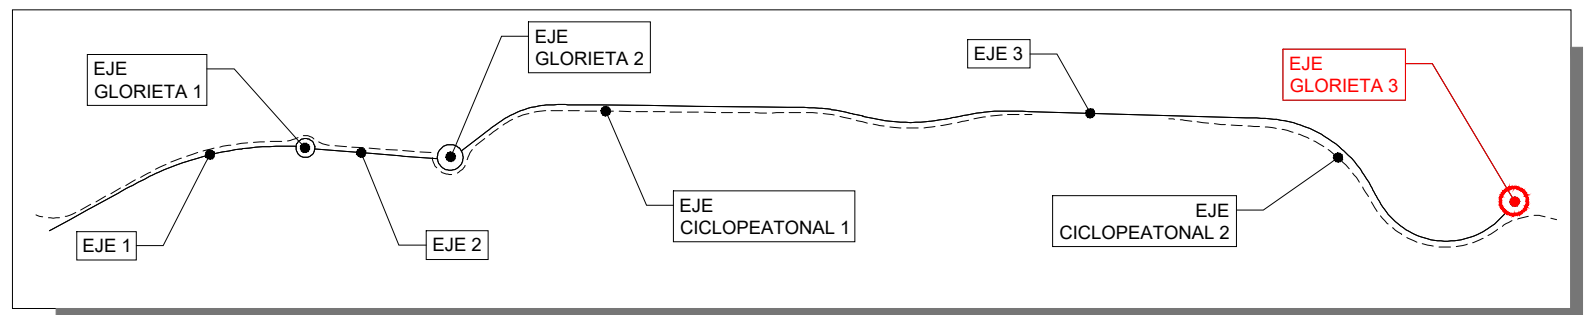 EJE
GLORIETA 1
EJE
GLORIETA 2
EJE 3
EJE
GLORIETA 3
EJE 1
EJE 2
EJE
CICLOPEATONAL 1
EJE
CICLOPEATONAL 2